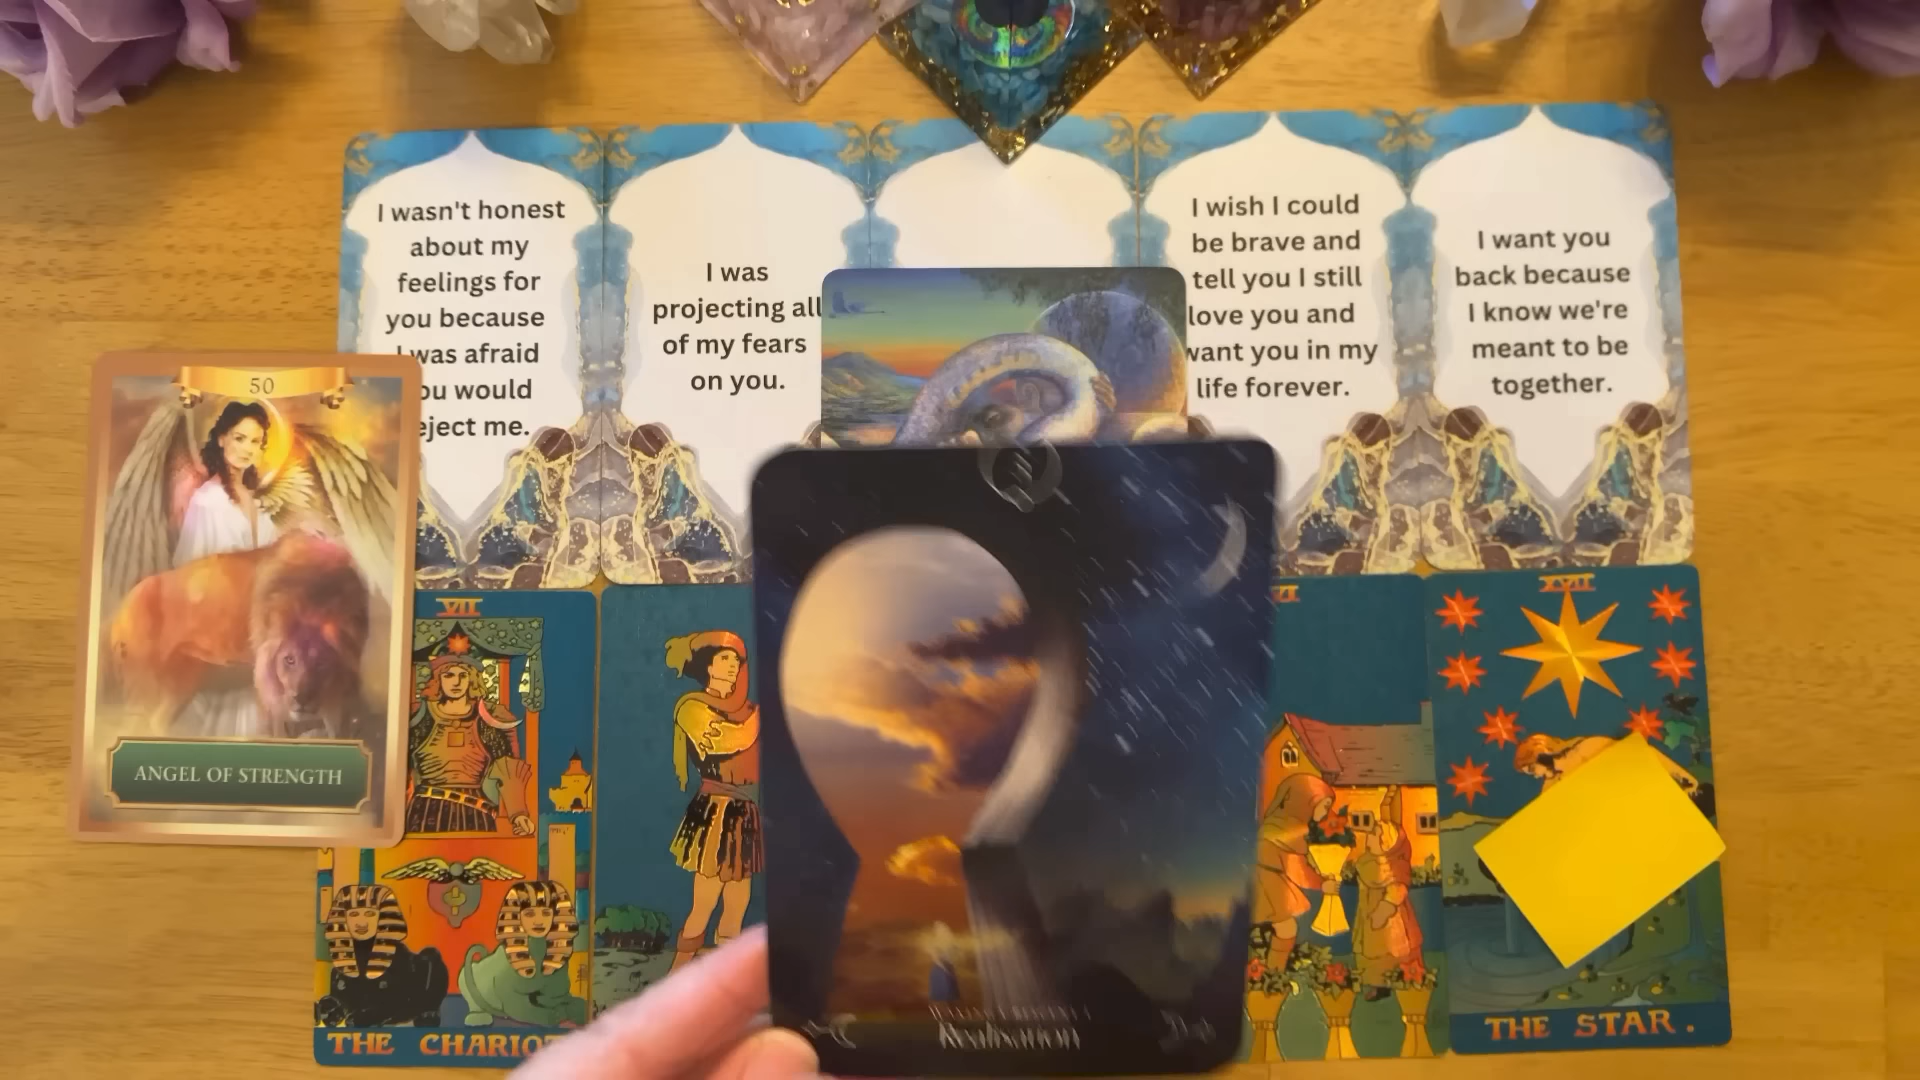 I wasn't honest
about my
feelings for
you because
was afraid
ou would
eject me.
I was
projecting all
of my fears
on you.
I wish I could
be brave and
tell you I still
love you and
want you in my
life forever.
I want you
back because
I know we're
meant to be
together.
50
ANGEL OF STRENGTH
VII
THE CHARIOT
Realisation
VI
XVII
THE STAR.